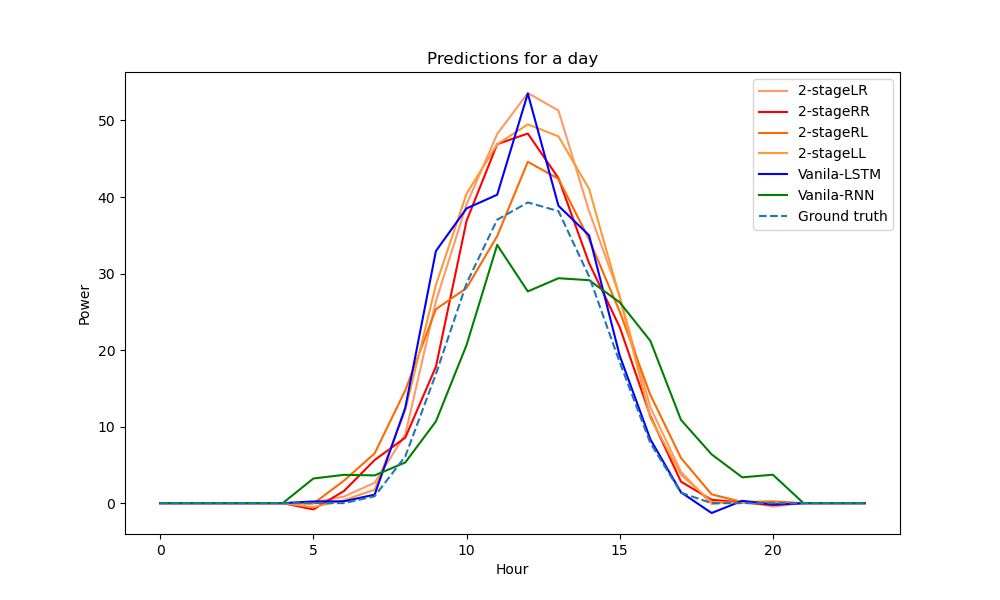 Predictions for a day
2-stageLR
2-stageRR
2-stageRL
2-stageLL
Vanila-LSTM
Vanila-RNN
Ground truth
Power
50
40
30
20
10
0
0 5 10 15 20
Hour